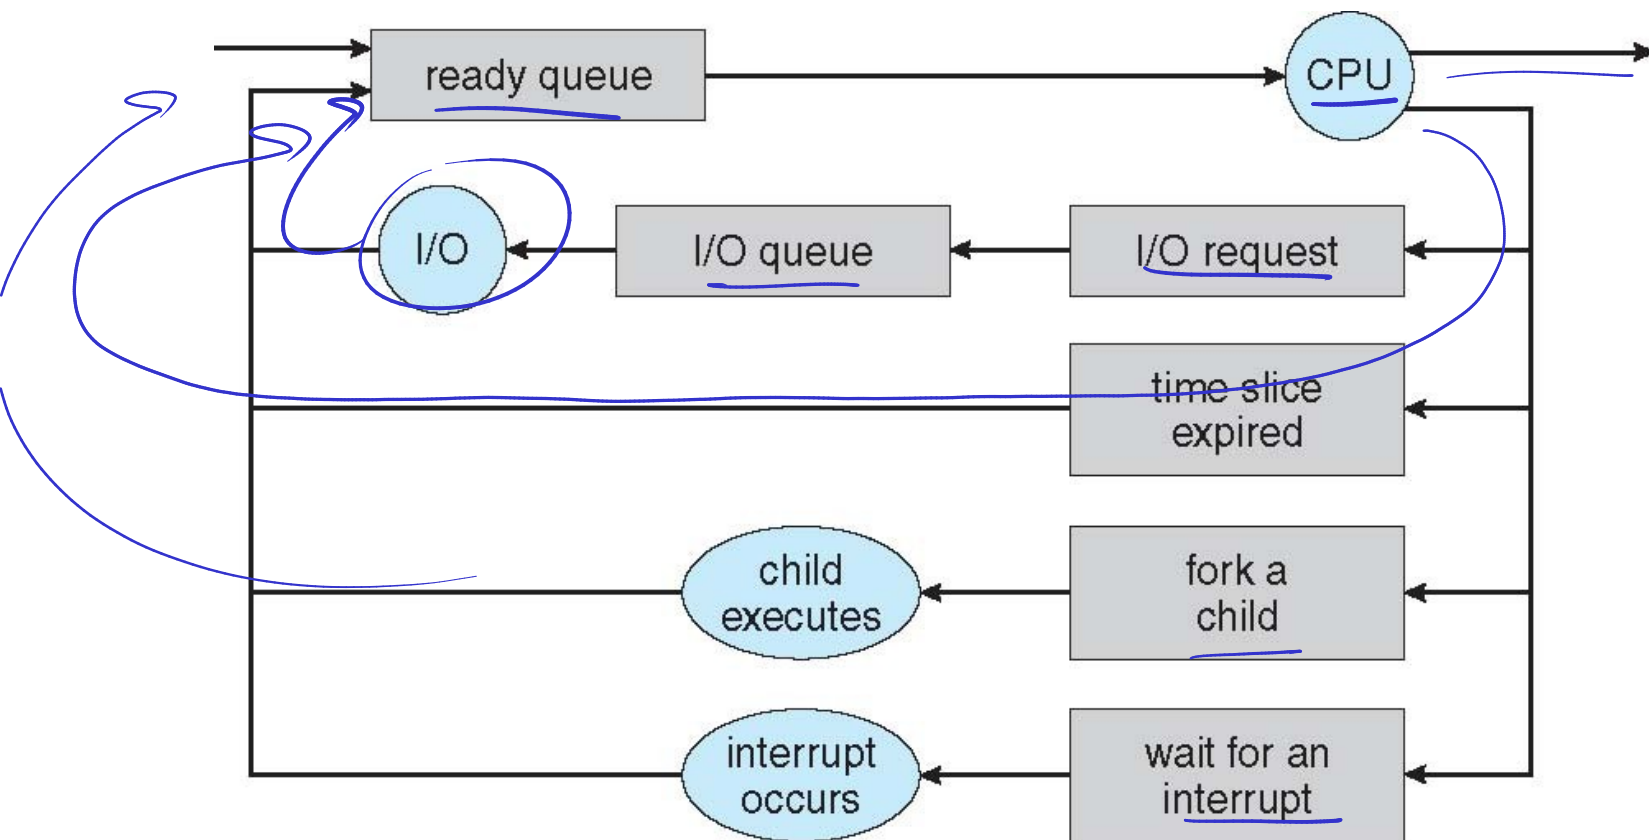 ready queue
CPU
I/O
I/O queue
I/O request
time slice
expired
child
executes
fork a
child
interrupt
occurs
wait for an
interrupt